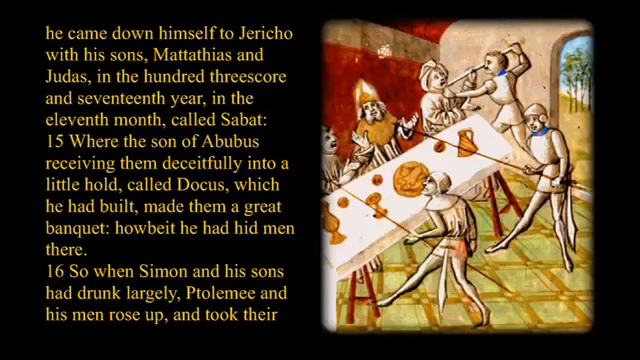 he came down himself to Jericho
with his sons, Mattathias and
Judas, in the hundred threescore
and seventeenth year, in the
eleventh month, called Sabat:
15 Where the son of Abubus
receiving them deceitfully into a
little hold, called Docus, which
he had built, made them a great
banquet: howbeit he had hid men
there.
16 So when Simon and his sons
had drunk largely, Ptolemee and
his men rose up, and took their